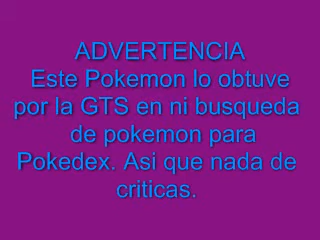 ADVERTENCIA
Este Pokemon lo obtuve
por la GTS en ni busqueda
de pokemon para
Pokedex. Asi que nada de
criticas.